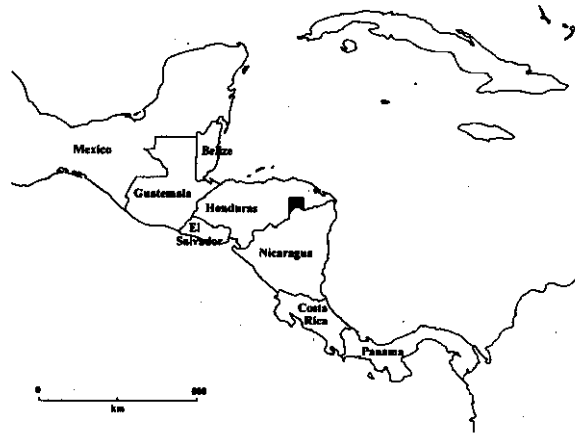 Mexico
Belize
Guatemala
Honduras
El
Salvador
Nicaragua
Costa
Rica
Panama
0
km